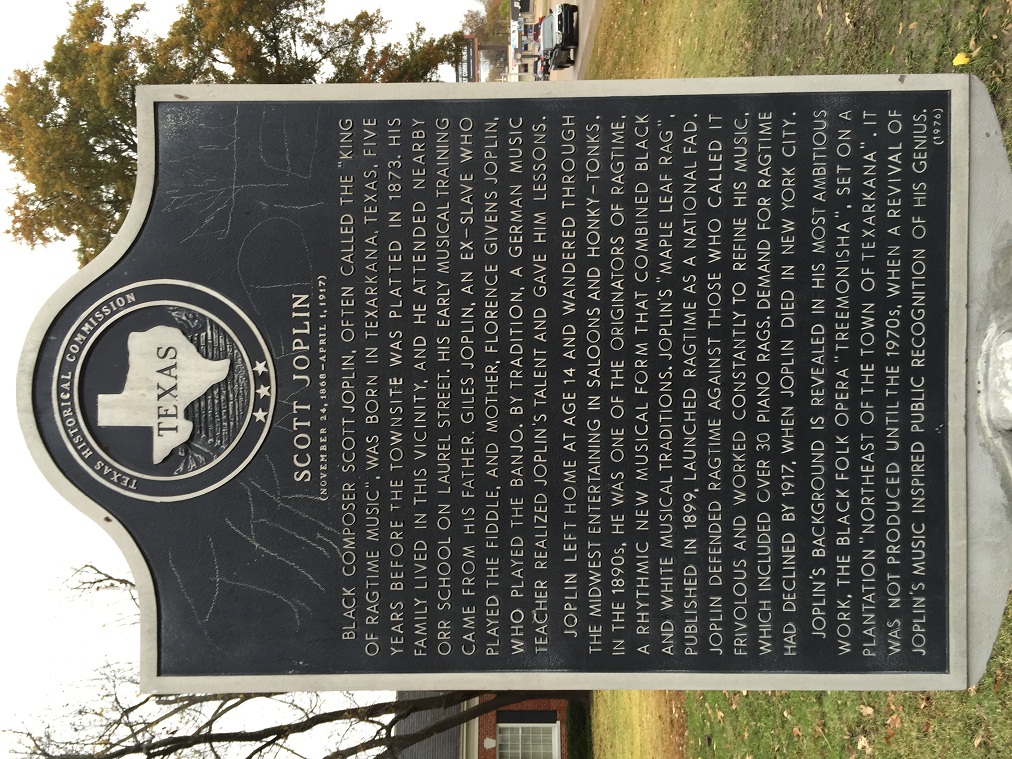 TEXAS HISTORICAL COMMISSION
TEXAS
SCOTT JOPLIN
(NOVEMBER 24, 1868-APRIL 1, 1917)
BLACK COMPOSER SCOTT JOPLIN, OFTEN CALLED THE "KING
OF RAGTIME MUSIC", WAS BORN IN TEXARKANA, TEXAS, FIVE
YEARS BEFORE THE TOWNSITE WAS PLATTED IN 1873. HIS
FAMILY LIVED IN THIS VICINITY, AND HE ATTENDED NEARBY
ORR SCHOOL ON LAUREL STREET. HIS EARLY MUSICAL TRAINING
CAME FROM HIS FATHER, GILES JOPLIN, AN EX-SLAVE WHO
PLAYED THE FIDDLE, AND MOTHER, FLORENCE GIVENS JOPLIN,
WHO PLAYED THE BANJO. BY TRADITION, A GERMAN MUSIC
TEACHER REALIZED JOPLIN'S TALENT AND GAVE HIM LESSONS.
JOPLIN LEFT HOME AT AGE 14 AND WANDERED THROUGH
THE MIDWEST ENTERTAINING IN SALOONS AND HONKY-TONKS.
IN THE 1890s, HE WAS ONE OF THE ORIGINATORS OF RAGTIME,
A RHYTHMIC NEW MUSICAL FORM THAT COMBINED BLACK
AND WHITE MUSICAL TRADITIONS. JOPLIN'S "MAPLE LEAF RAG",
PUBLISHED IN 1899, LAUNCHED RAGTIME AS A NATIONAL FAD.
JOPLIN DEFENDED RAGTIME AGAINST THOSE WHO CALLED IT
FRIVOLOUS AND WORKED CONSTANTLY TO REFINE HIS MUSIC,
WHICH INCLUDED OVER 30 PIANO RAGS. DEMAND FOR RAGTIME
HAD DECLINED BY 1917, WHEN JOPLIN DIED IN NEW YORK CITY.
JOPLIN'S BACKGROUND IS REVEALED IN HIS MOST AMBITIOUS
WORK, THE BLACK FOLK OPERA "TREEMONISHA", SET ON A
PLANTATION "NORTHEAST OF THE TOWN OF TEXARKANA". IT
WAS NOT PRODUCED UNTIL THE 1970s, WHEN A REVIVAL OF
JOPLIN'S MUSIC INSPIRED PUBLIC RECOGNITION OF HIS GENIUS.
(1976)